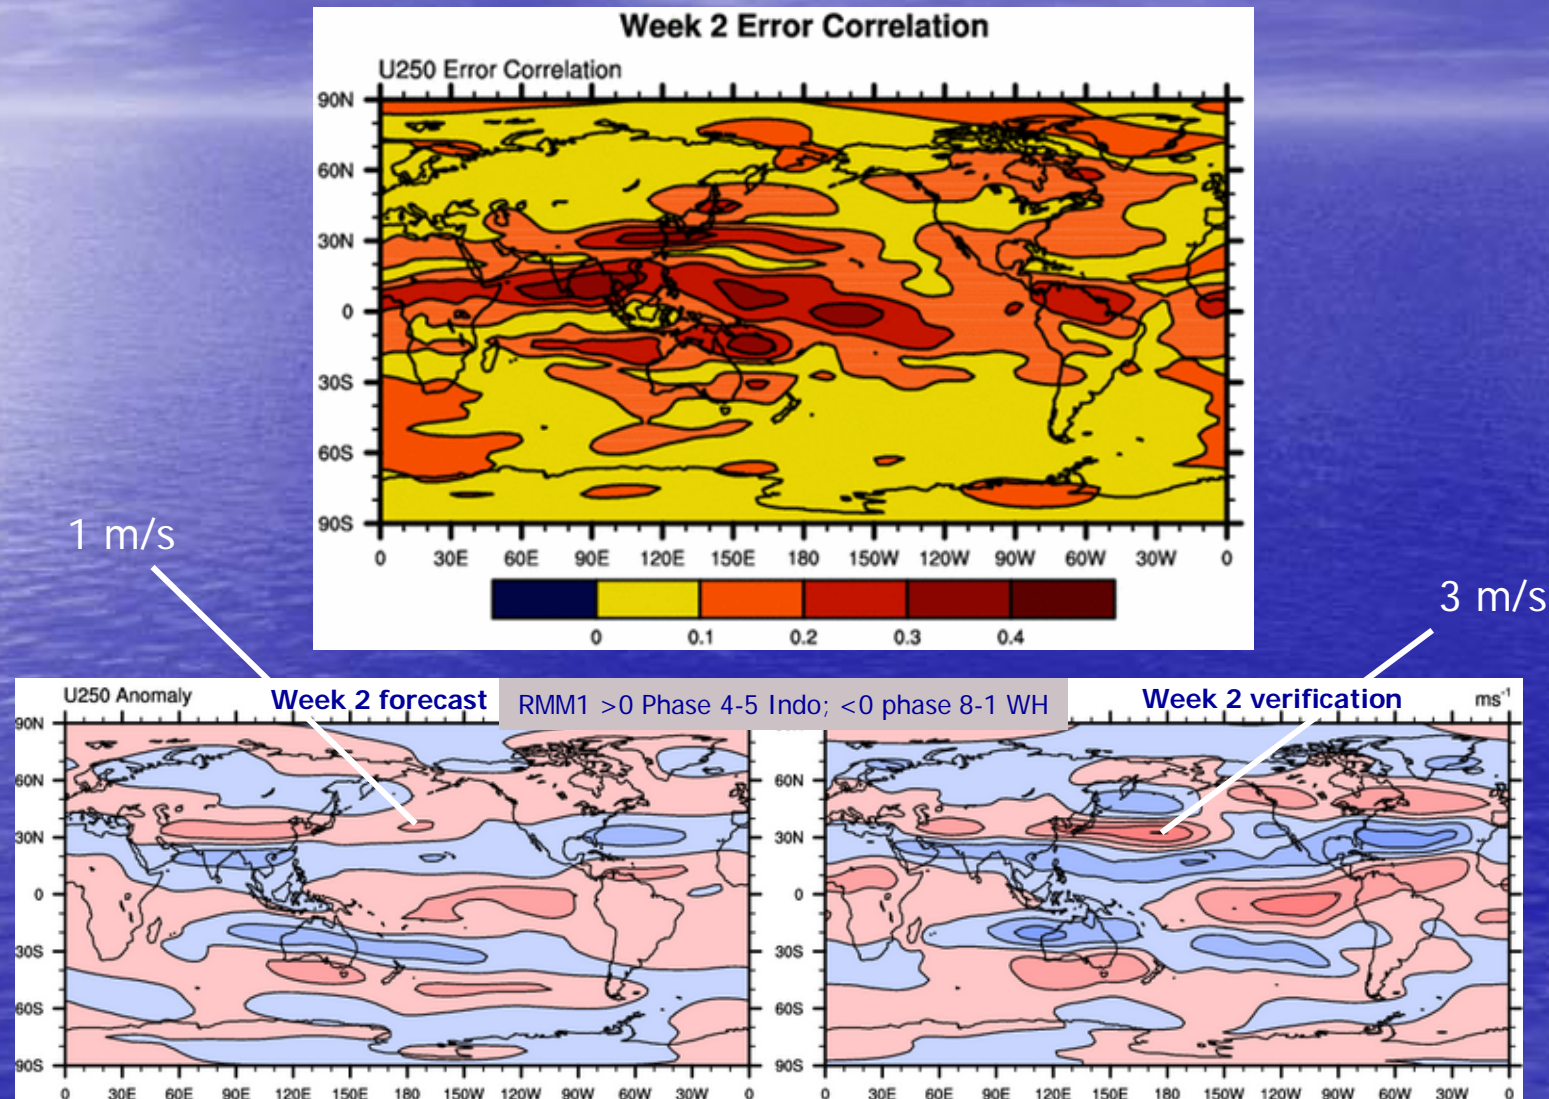 Week 2 Error Correlation
U250 Error Correlation
90N
60N
30N
0
30S
60S
90S
0 30E 60E 90E 120E 150E 180 150W 120W 90W 60W 30W 0
0 0.1 0.2 0.3 0.4
1 m/s
3 m/s
U250 Anomaly
Week 2 forecast
RMM1 >0 Phase 4-5 Indo; <0 phase 8-1 WH
Week 2 verification
ms⁻¹
90N
60N
30N
0
30S
60S
90S
0 30E 60E 90E 120E 150E 180 150W 120W 90W 60W 30W 0
60N
30N
0
30S
60S
90S
0 30E 60E 90E 120E 150E 180 150W 120W 90W 60W 30W 0